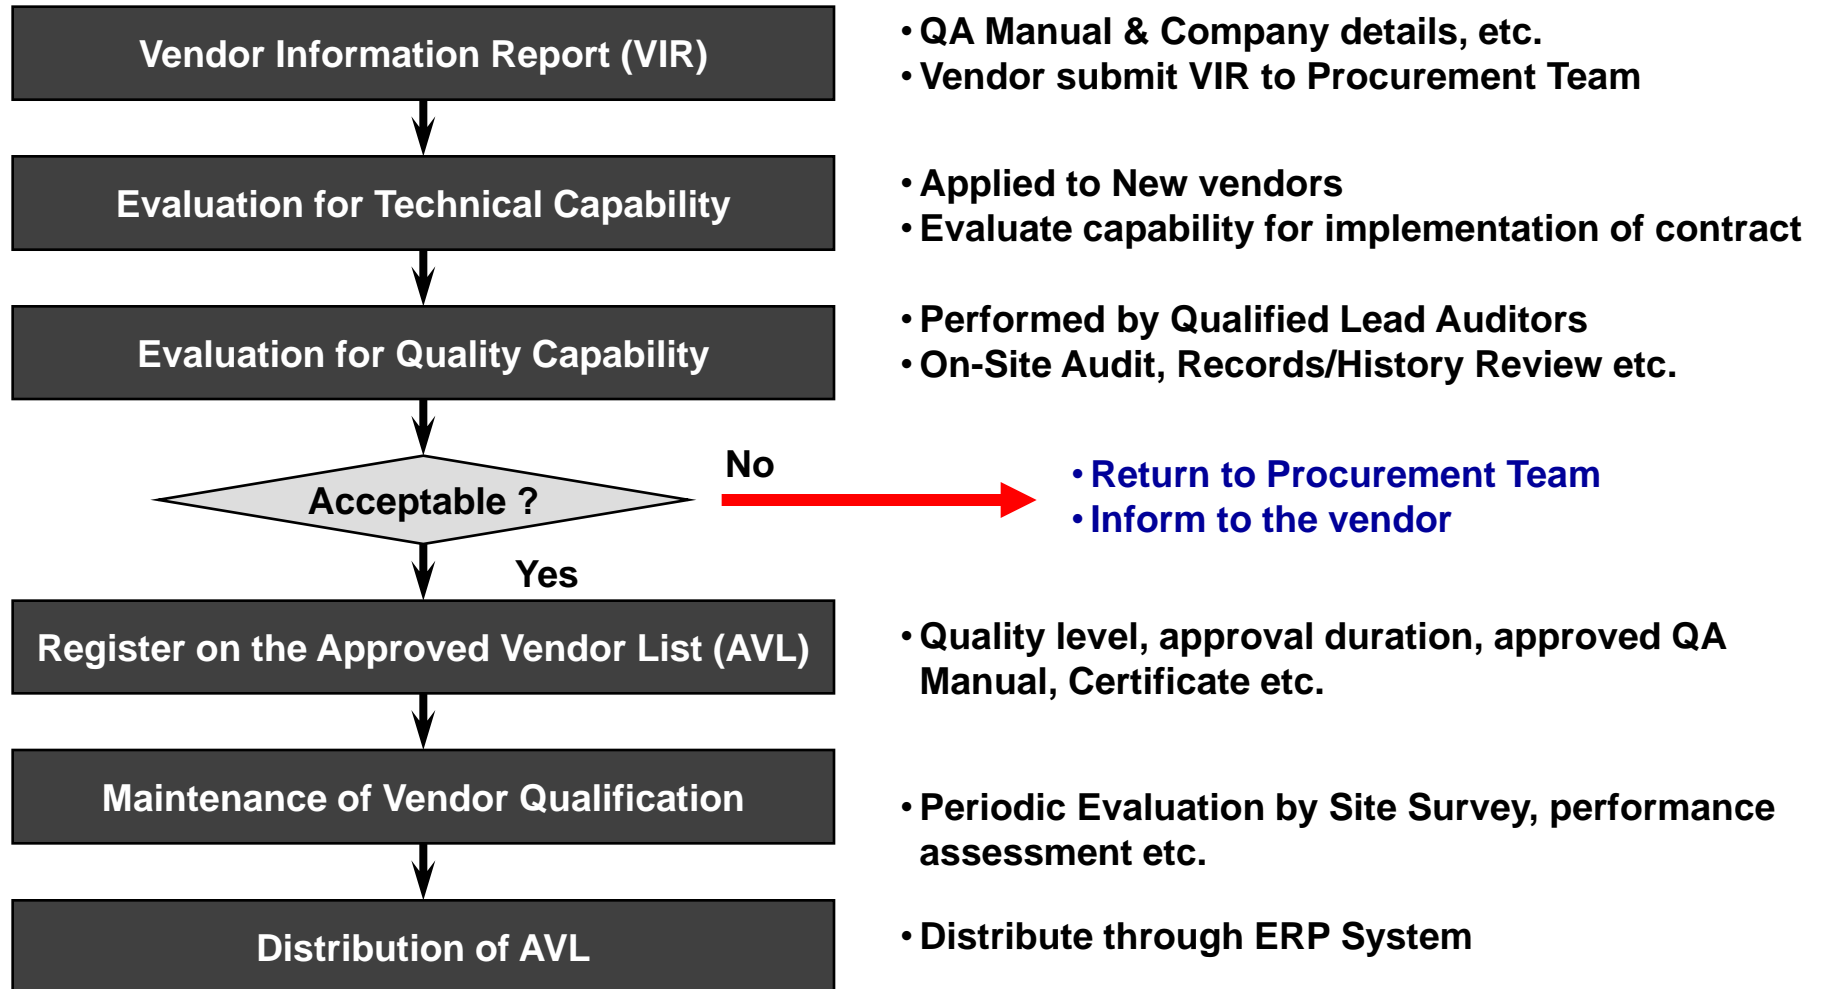 Vendor Information Report (VIR)
• QA Manual & Company details, etc.
• Vendor submit VIR to Procurement Team
Evaluation for Technical Capability
• Applied to New vendors
• Evaluate capability for implementation of contract
Evaluation for Quality Capability
• Performed by Qualified Lead Auditors
• On-Site Audit, Records/History Review etc.
Acceptable ?
No
• Return to Procurement Team
• Inform to the vendor
Yes
Register on the Approved Vendor List (AVL)
• Quality level, approval duration, approved QA
Manual, Certificate etc.
Maintenance of Vendor Qualification
• Periodic Evaluation by Site Survey, performance
assessment etc.
Distribution of AVL
• Distribute through ERP System